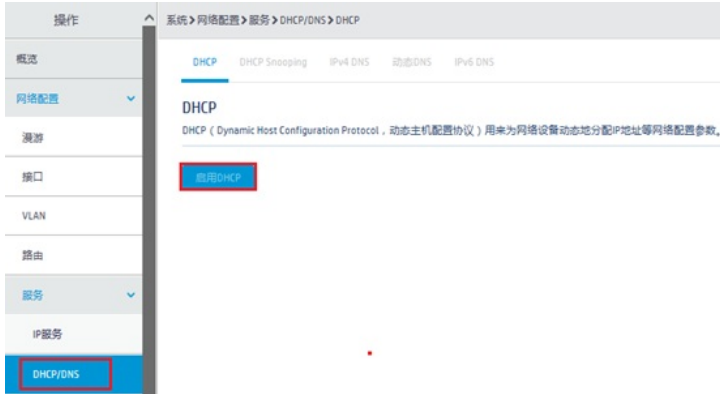 操作
系统>网络配置>服务>DHCP/DNS>DHCP
概览
网络配置
漫游
接口
VLAN
路由
服务
IP服务
DHCP/DNS
DHCP DHCP Snooping IPv4 DNS 动态DNS IPv6 DNS
DHCP
DHCP（Dynamic Host Configuration Protocol，动态主机配置协议）用来为网络设备动态地分配IP地址等网络配置参数。
启用DHCP